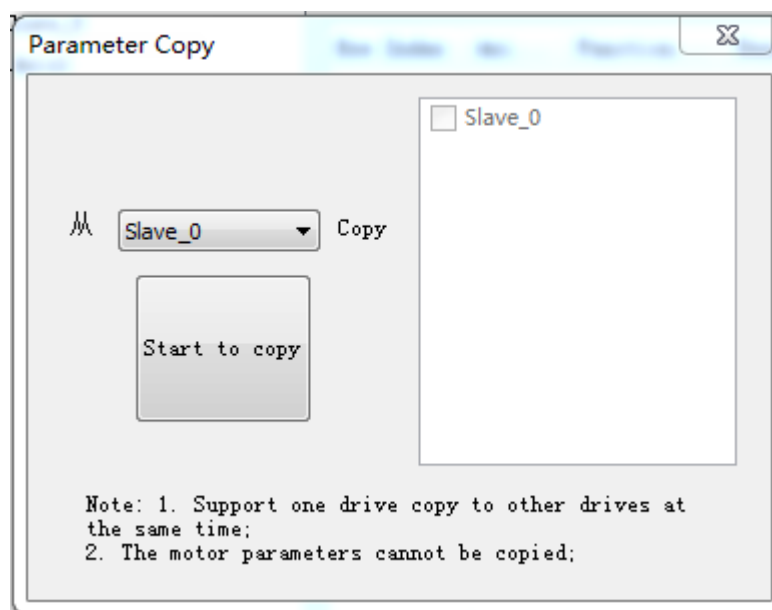 Parameter Copy
Slave_0
从
Slave_0
Copy
Start to copy
Note: 1. Support one drive copy to other drives at
the same time;
2. The motor parameters cannot be copied;